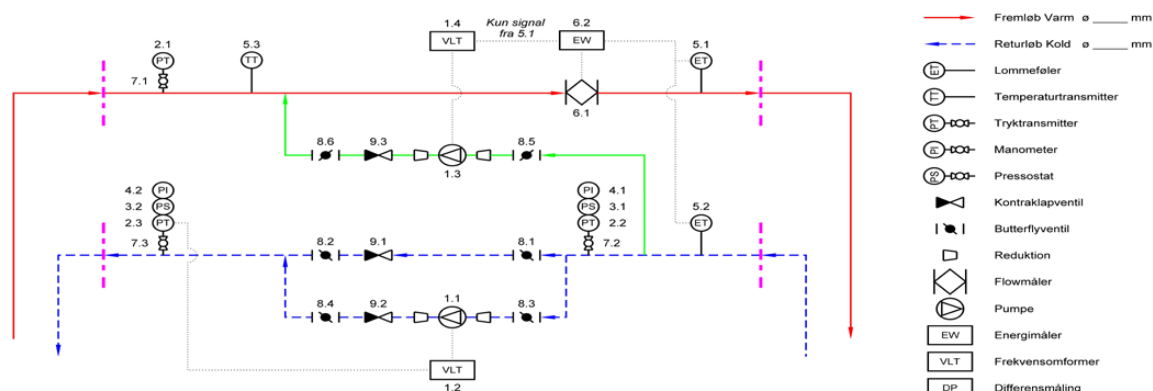 1.4
Kun signal
fra 5.1
6.2
2.1
5.3
VLT
EW
5.1
PT
TT
ET
7.1
6.1
8.6
9.3
8.5
1.3
4.2
PI
3.2
PS
2.3
PT
7.3
PI
4.1
PS
3.1
PT
2.2
7.2
5.2
ET
8.2
9.1
8.1
8.4
9.2
1.1
8.3
VLT
1.2
Fremløb Varm ø _____ mm
Returløb Kold ø _____ mm
ET Lommeføler
TT Temperaturtransmitter
PT Tryktransmitter
PI Manometer
PS Pressostat
Kontraklapventil
Butterflyventil
Reduktion
Flowmåler
Pumpe
EW Energimåler
VLT Frekvensomformer
DP Differensmåling